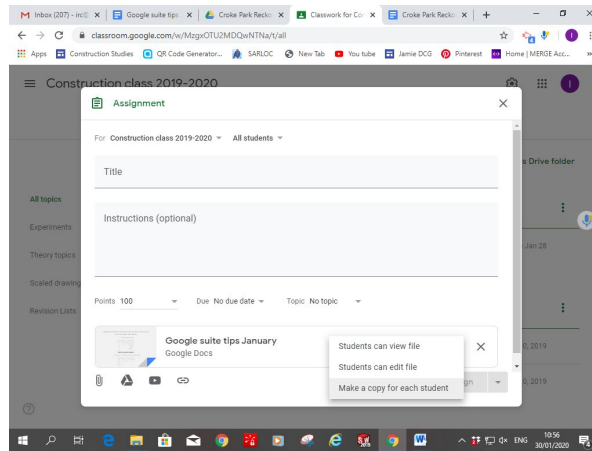 Inbox (207) - irc@
Google suite tips
Croke Park Recko
Classwork for Con
Croke Park Recko
classroom.google.com/w/MzgxOTU2MDQwNTNa/t/all
Apps
Construction Studies
QR Code Generator...
SARLOC
New Tab
You tube
Jamie DCG
Pinterest
Home | MERGE Acc...
Construction class 2019-2020
Assignment
For Construction class 2019-2020 All students
Title
s Drive folder
All topics
Instructions (optional)
Experiments
Jan 28
Theory topics
Scaled drawing
Points 100 Due No due date Topic No topic
Revision Lists
Google suite tips January
Google Docs
Students can view file
Students can edit file
Make a copy for each student
0, 2019
gn
0, 2019
ENG
10:56
30/01/2020